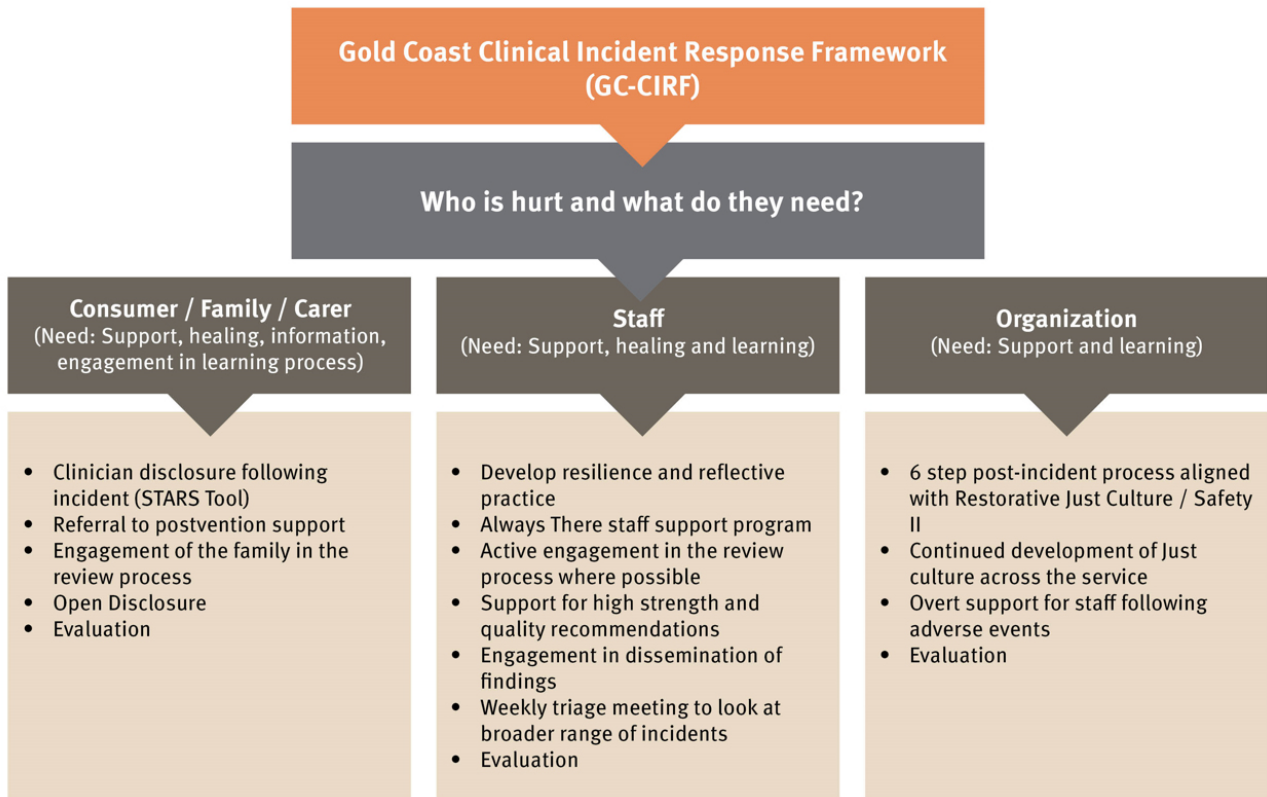 Gold Coast Clinical Incident Response Framework
(GC-CIRF)
Who is hurt and what do they need?
Consumer / Family / Carer
(Need: Support, healing, information,
engagement in learning process)
• Clinician disclosure following
incident (STARS Tool)
• Referral to postvention support
• Engagement of the family in the
review process
• Open Disclosure
• Evaluation
Staff
(Need: Support, healing and learning)
• Develop resilience and reflective
practice
• Always There staff support program
• Active engagement in the review
process where possible
• Support for high strength and
quality recommendations
• Engagement in dissemination of
findings
• Weekly triage meeting to look at
broader range of incidents
• Evaluation
Organization
(Need: Support and learning)
• 6 step post-incident process aligned
with Restorative Just Culture / Safety
II
• Continued development of Just
culture across the service
• Overt support for staff following
adverse events
• Evaluation